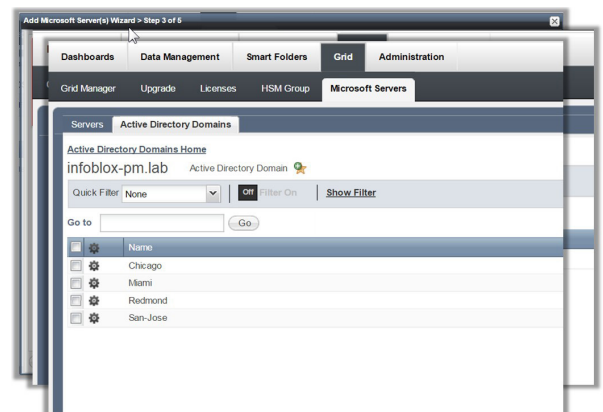 Add Microsoft Server(s) Wizard > Step 3 of 5
Dashboards Data Management Smart Folders Grid Administration
Grid Manager Upgrade Licenses HSM Group Microsoft Servers
Servers Active Directory Domains
Active Directory Domains Home
infoblox-pm.lab Active Directory Domain
Quick Filter None Off Filter On Show Filter
Go to Go
Name
Chicago
Miami
Redmond
San-Jose